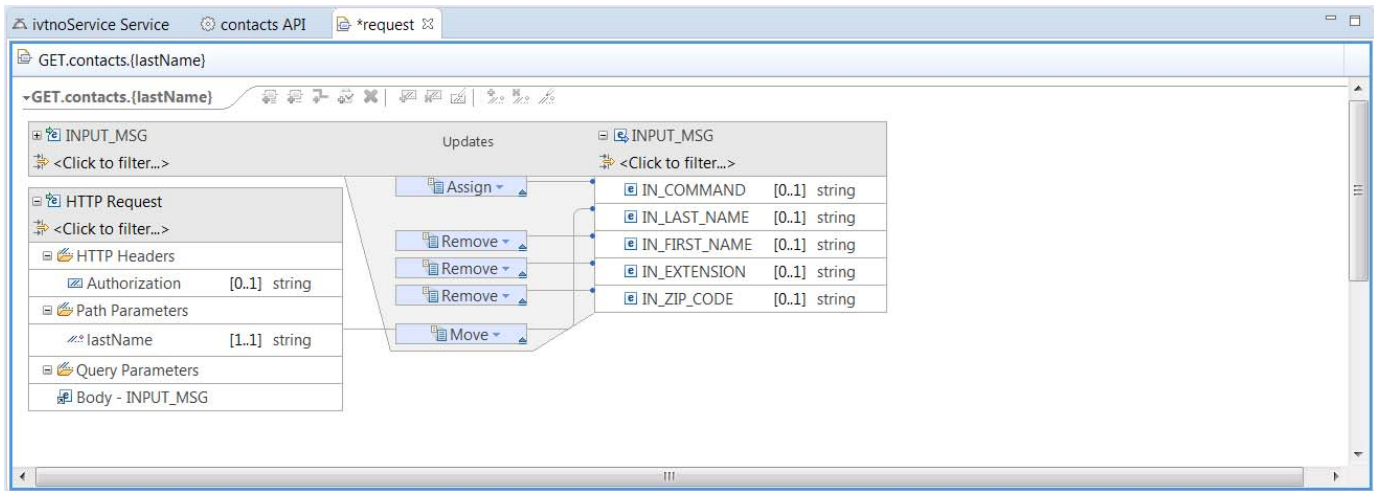 ivtnoService Service contacts API *request
GET.contacts.{lastName}
GET.contacts.{lastName}
INPUT_MSG
<Click to filter...>
HTTP Request
<Click to filter...>
HTTP Headers
Authorization [0..1] string
Path Parameters
lastName [1..1] string
Query Parameters
Body - INPUT_MSG
Updates
Assign
Remove
Remove
Remove
Move
INPUT_MSG
<Click to filter...>
IN_COMMAND [0..1] string
IN_LAST_NAME [0..1] string
IN_FIRST_NAME [0..1] string
IN_EXTENSION [0..1] string
IN_ZIP_CODE [0..1] string